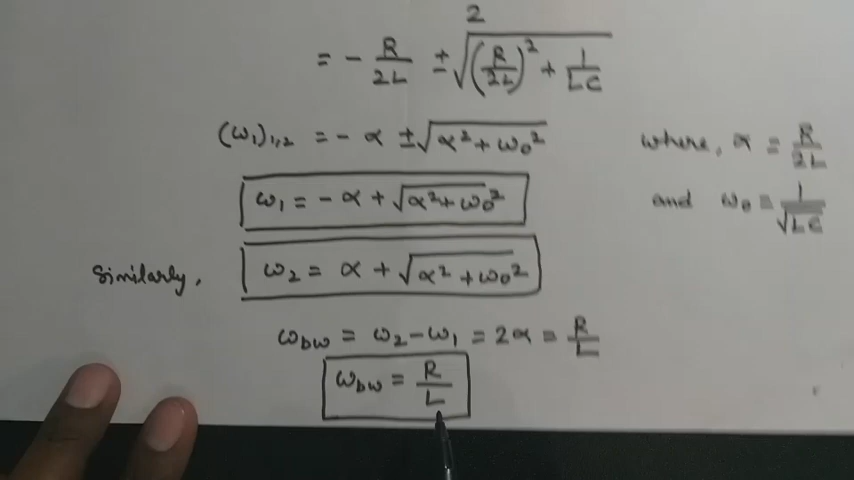 2
= - R/2L ± √((R/2L)² + 1/LC)
(ω₁)₁,₂ = - α ± √(α² + ω₀²) where, α = R/2L
ω₁ = - α + √(α² + ω₀²) and ω₀ = 1/√LC
Similarly, ω₂ = α + √(α² + ω₀²)
ω_bw = ω₂ - ω₁ = 2α = R/L
ω_bw = R/L